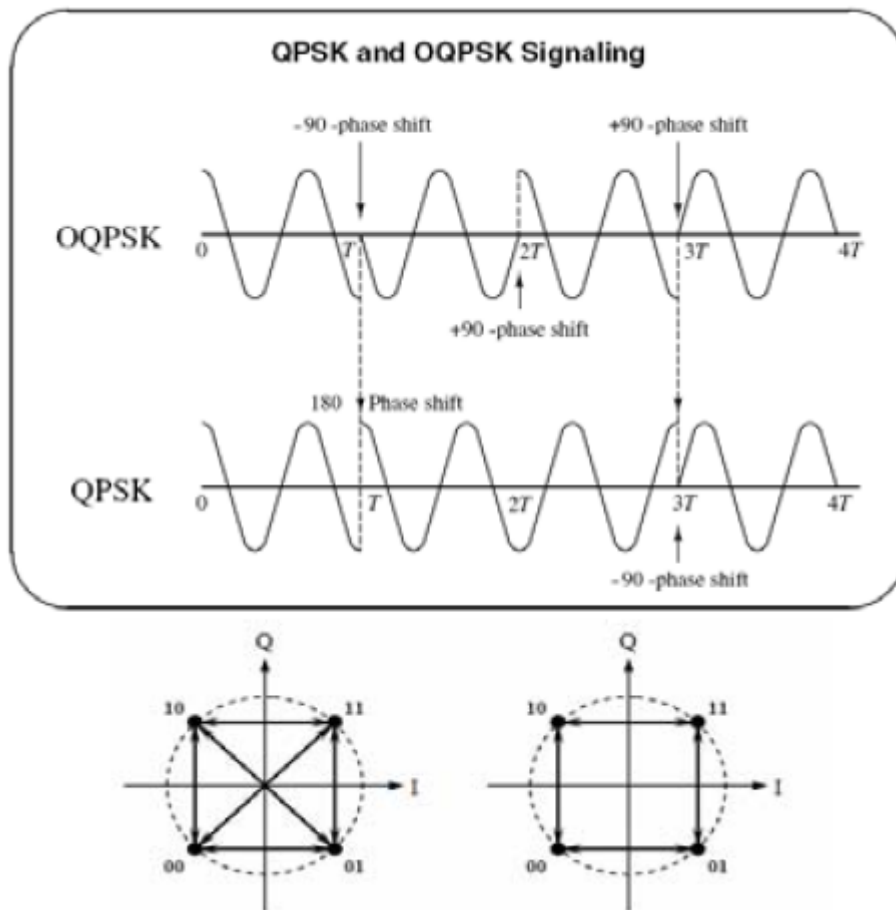 QPSK and OQPSK Signaling
-90 -phase shift +90 -phase shift
OQPSK
0 T 2T 3T 4T
+90 -phase shift
180 Phase shift
QPSK
0 T 2T 3T 4T
-90 -phase shift
Q Q
10 11 10 11
I I
00 01 00 01